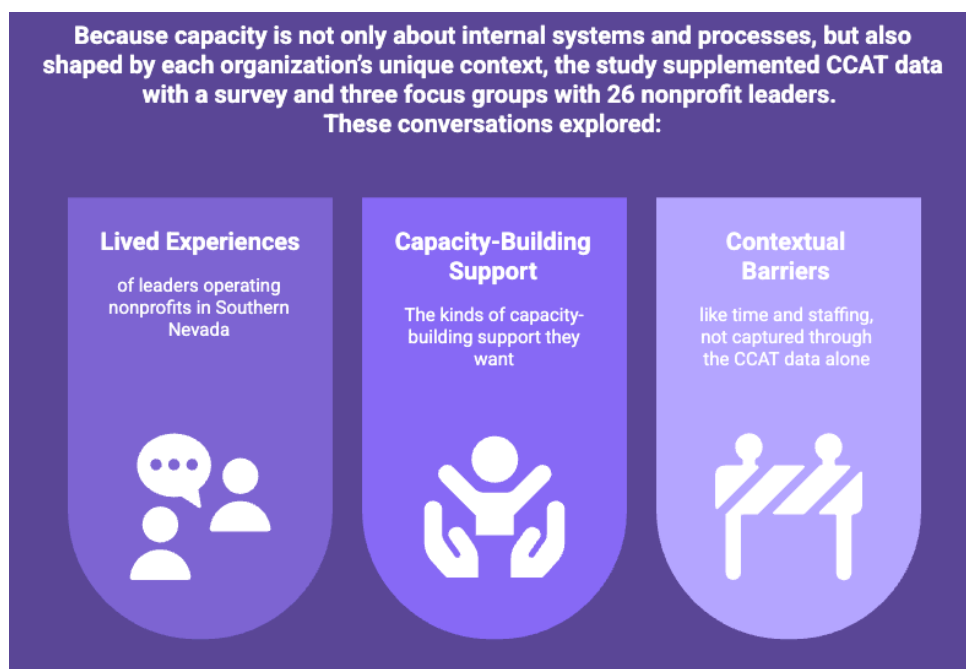 Because capacity is not only about internal systems and processes, but also
shaped by each organization’s unique context, the study supplemented CCAT data
with a survey and three focus groups with 26 nonprofit leaders.
These conversations explored:
Lived Experiences
of leaders operating
nonprofits in Southern
Nevada
Capacity-Building
Support
The kinds of capacity-
building support they
want
Contextual
Barriers
like time and staffing,
not captured through
the CCAT data alone